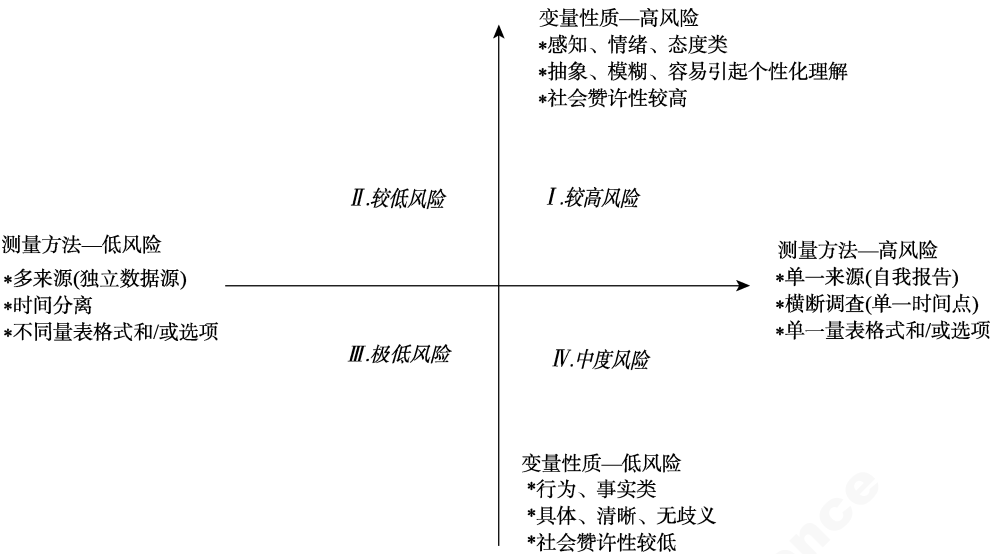 变量性质—高风险
*感知、情绪、态度类
*抽象、模糊、容易引起个性化理解
*社会赞许性较高
Ⅱ.较低风险
Ⅰ.较高风险
测量方法—低风险
*多来源(独立数据源)
*时间分离
*不同量表格式和/或选项
测量方法—高风险
*单一来源(自我报告)
*横断调查(单一时间点)
*单一量表格式和/或选项
Ⅲ.极低风险
Ⅳ.中度风险
变量性质—低风险
*行为、事实类
*具体、清晰、无歧义
*社会赞许性较低